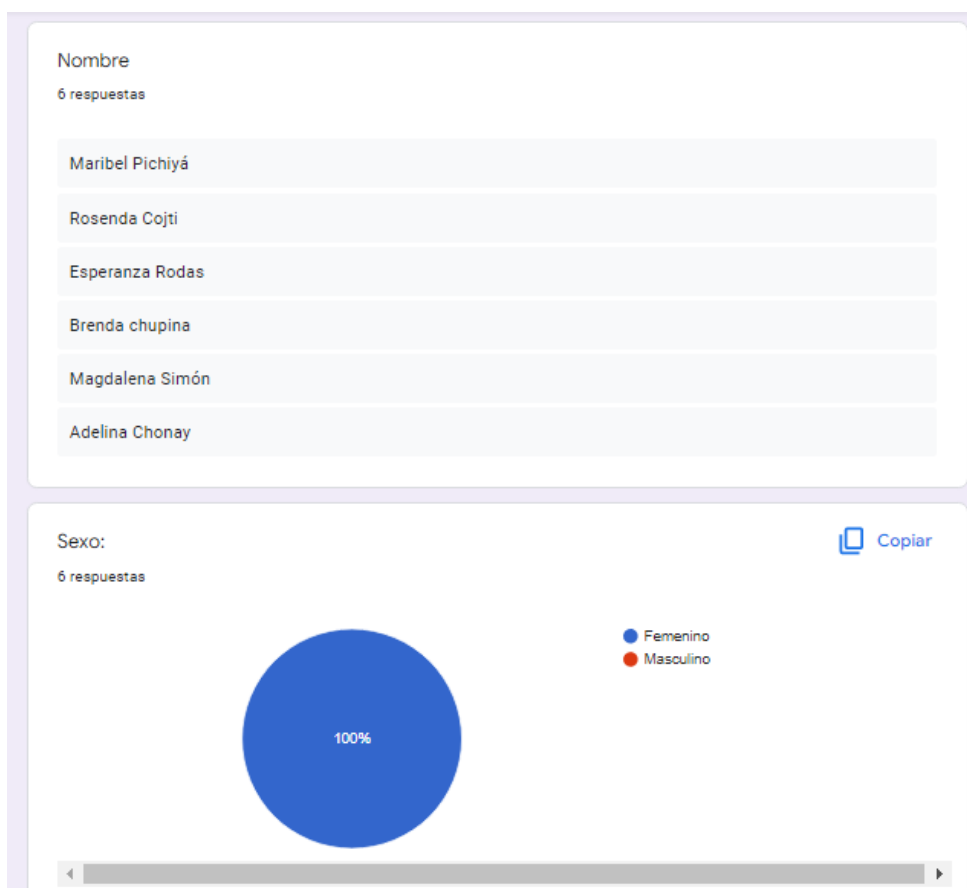 Nombre
6 respuestas
Maribel Pichiyá
Rosenda Cojti
Esperanza Rodas
Brenda chupina
Magdalena Simón
Adelina Chonay
Sexo:
Copiar
6 respuestas
Femenino
Masculino
100%